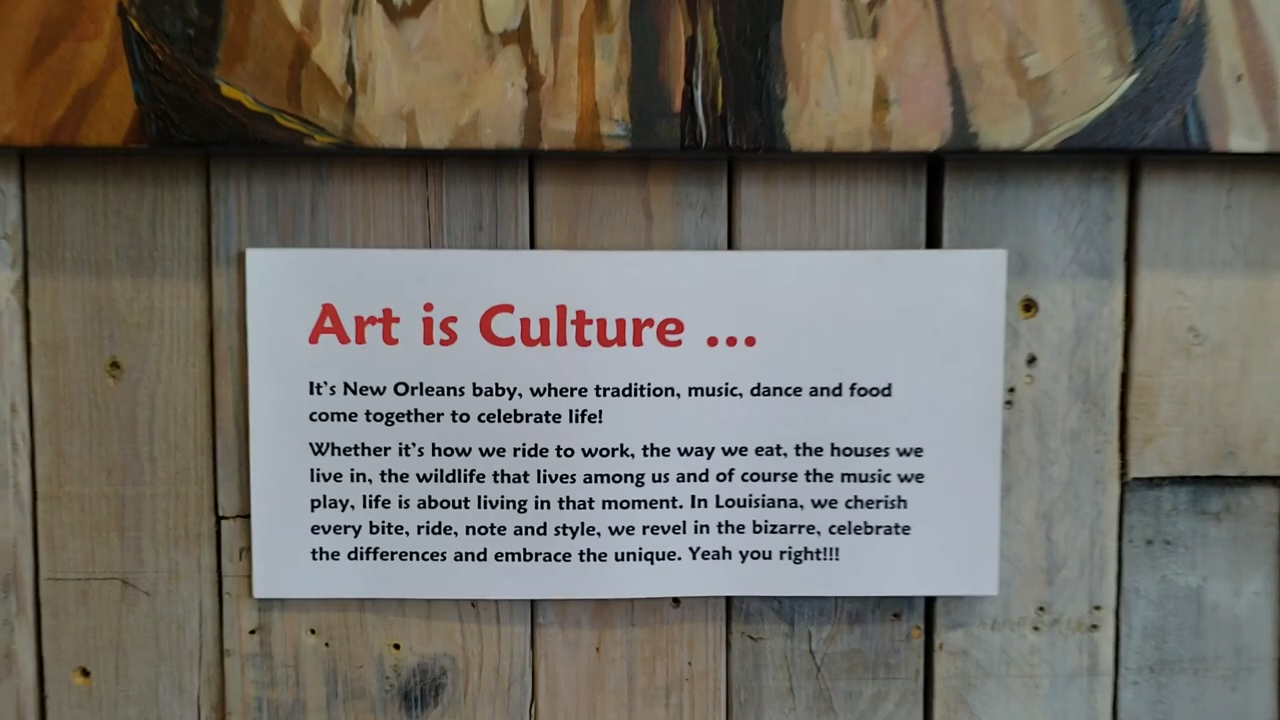 Art is Culture ...
It's New Orleans baby, where tradition, music, dance and food
come together to celebrate life!
Whether it's how we ride to work, the way we eat, the houses we
live in, the wildlife that lives among us and of course the music we
play, life is about living in that moment. In Louisiana, we cherish
every bite, ride, note and style, we revel in the bizarre, celebrate
the differences and embrace the unique. Yeah you right!!!